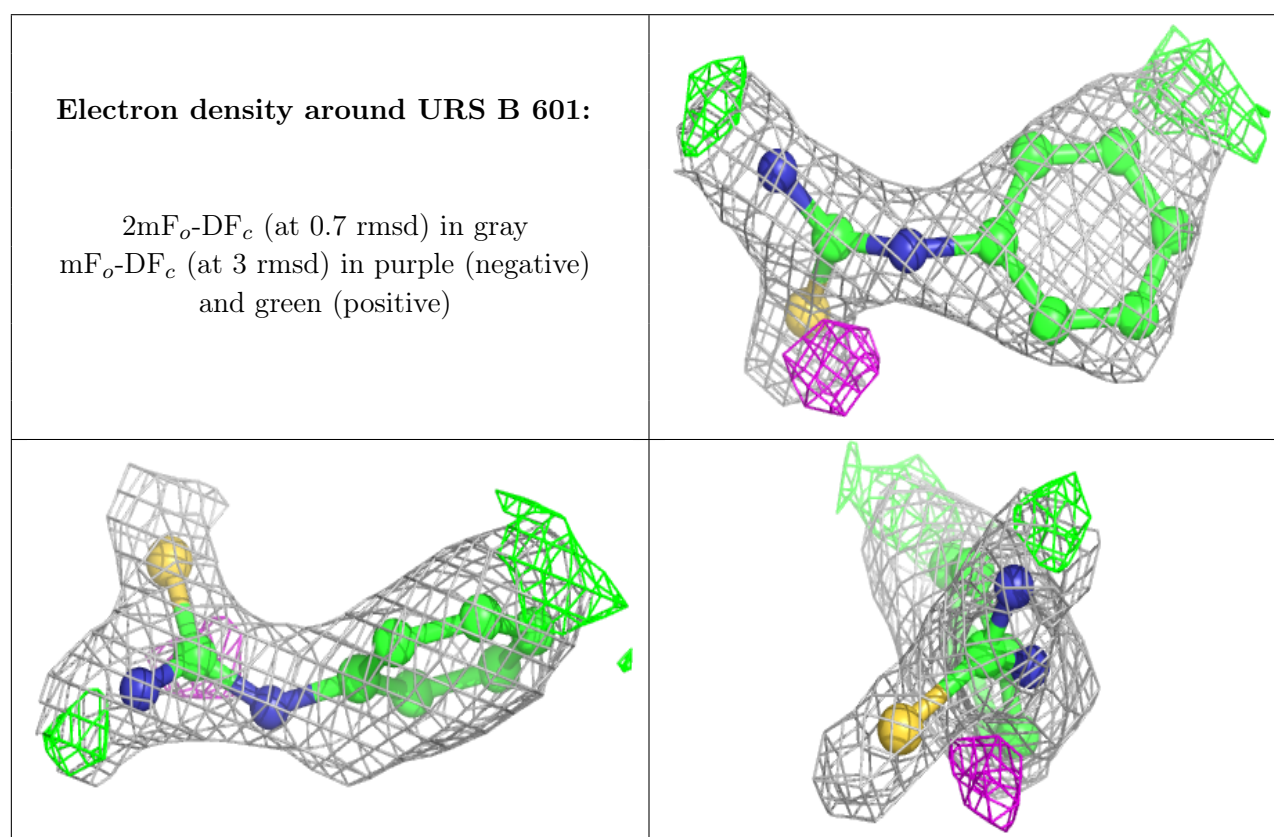 Electron density around URS B 601:
2mFo-DFc (at 0.7 rmsd) in gray
mFo-DFc (at 3 rmsd) in purple (negative)
and green (positive)